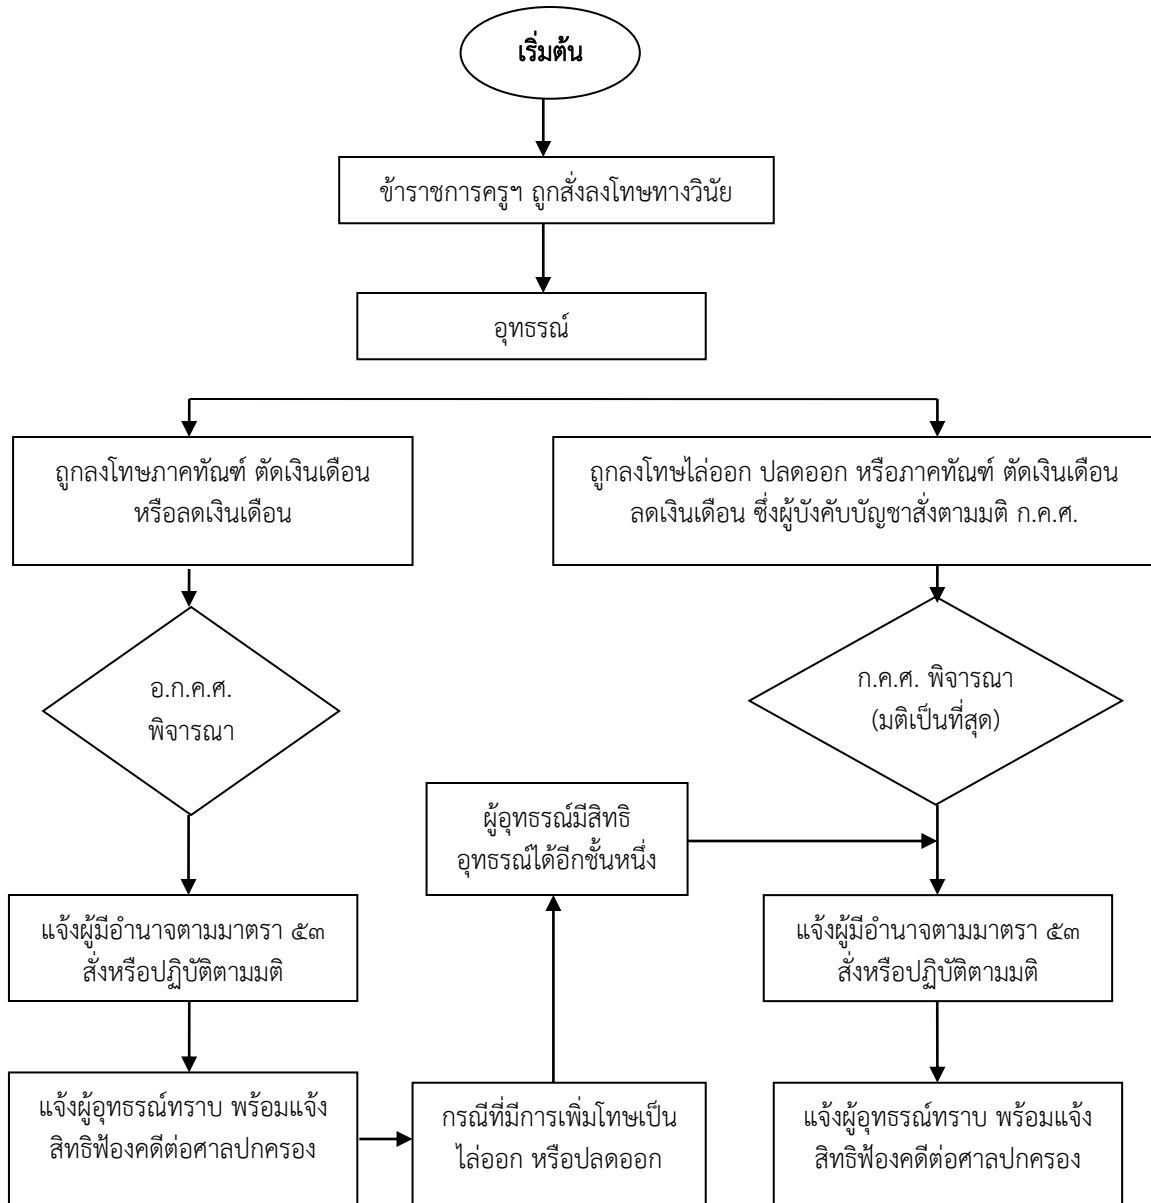 เริ่มต้น
ข้าราชการครูฯ ถูกสั่งลงโทษทางวินัย
อุทธรณ์
ถูกลงโทษภาคทัณฑ์ ตัดเงินเดือน
หรือลดเงินเดือน
ถูกลงโทษไล่ออก ปลดออก หรือภาคทัณฑ์ ตัดเงินเดือน
ลดเงินเดือน ซึ่งผู้บังคับบัญชาสั่งตามมติ ก.ค.ศ.
อ.ก.ค.ศ.
พิจารณา
ก.ค.ศ. พิจารณา
(มติเป็นที่สุด)
ผู้อุทธรณ์มีสิทธิ
อุทธรณ์ได้อีกชั้นหนึ่ง
แจ้งผู้มีอำนาจตามมาตรา ๕๓
สั่งหรือปฏิบัติตามมติ
แจ้งผู้มีอำนาจตามมาตรา ๕๓
สั่งหรือปฏิบัติตามมติ
แจ้งผู้อุทธรณ์ทราบ พร้อมแจ้ง
สิทธิฟ้องคดีต่อศาลปกครอง
กรณีที่มีการเพิ่มโทษเป็น
ไล่ออก หรือปลดออก
แจ้งผู้อุทธรณ์ทราบ พร้อมแจ้ง
สิทธิฟ้องคดีต่อศาลปกครอง